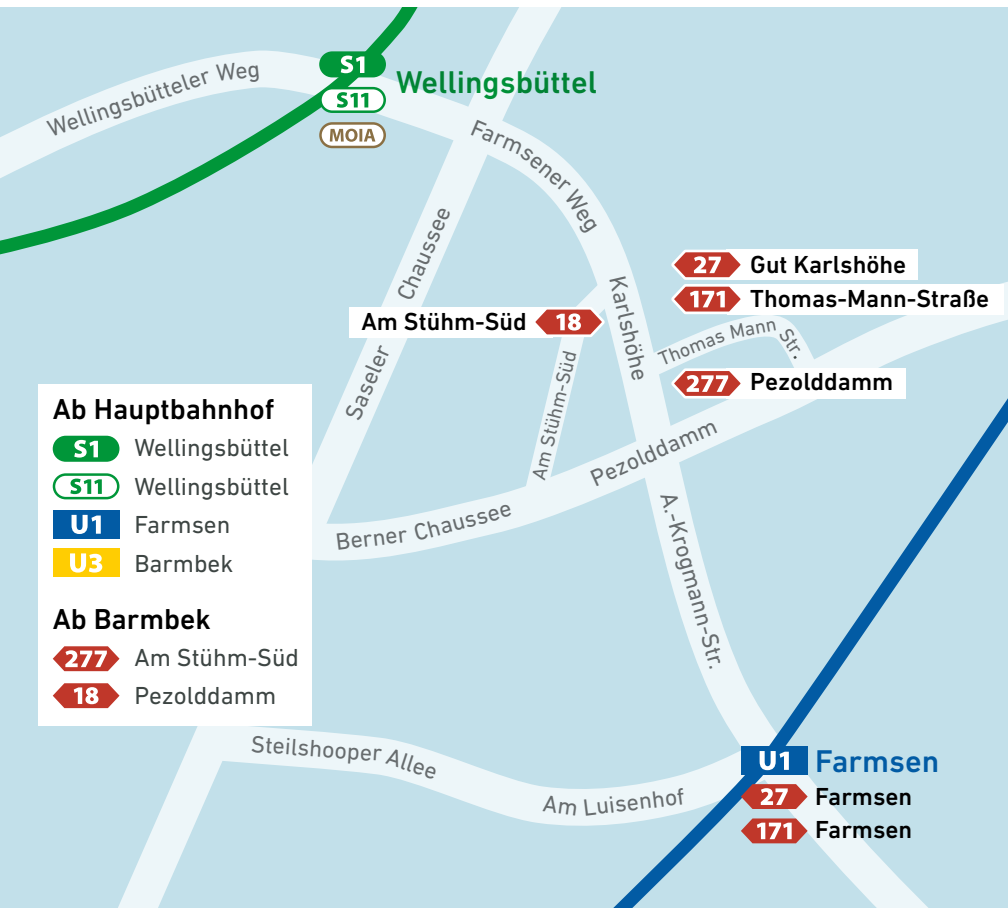 Wellingsbütteler Weg
S1
S11
MOIA
Wellingsbüttel
Farmsener Weg
Saseler Chaussee
Karlshöhe
27 Gut Karlshöhe
171 Thomas-Mann-Straße
Am Stühm-Süd 18
Thomas Mann Str.
277 Pezolddamm
Am Stühm-Süd
Pezolddamm
Berner Chaussee
A.-Krogmann-Str.
Ab Hauptbahnhof
S1 Wellingsbüttel
S11 Wellingsbüttel
U1 Farmsen
U3 Barmbek
Ab Barmbek
277 Am Stühm-Süd
18 Pezolddamm
Steilshooper Allee
Am Luisenhof
U1 Farmsen
27 Farmsen
171 Farmsen